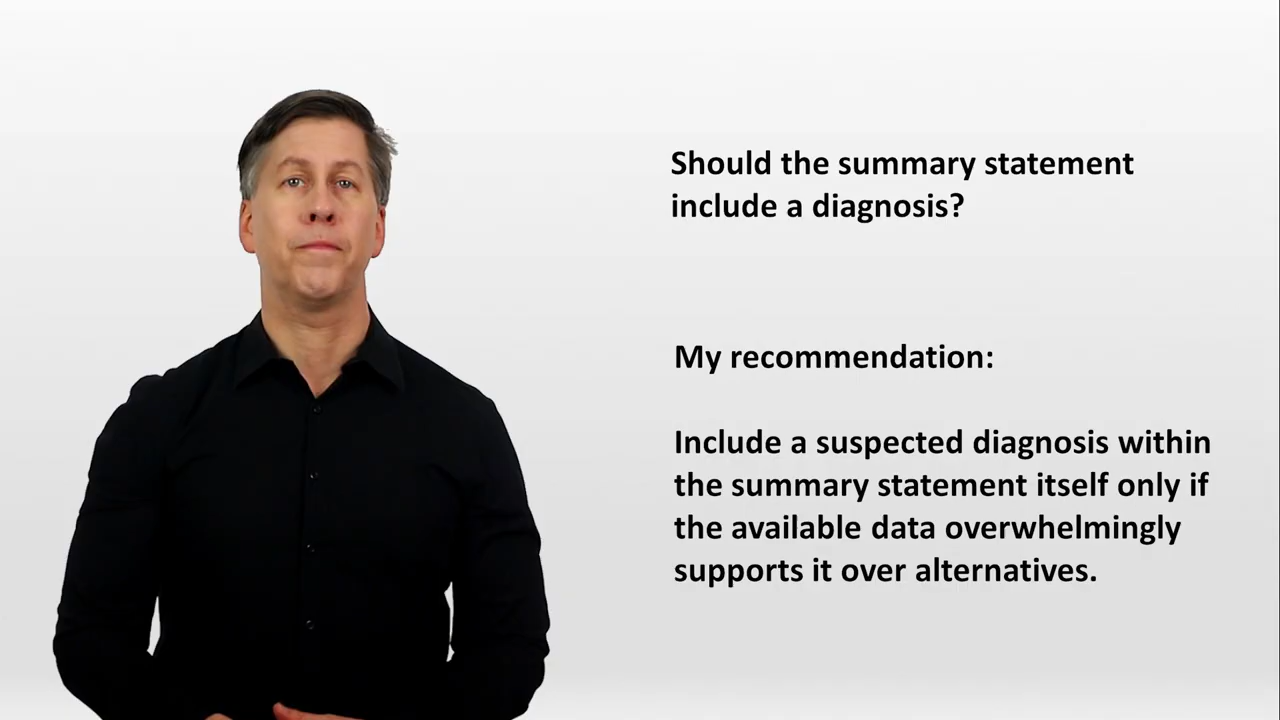 Should the summary statement
include a diagnosis?
My recommendation:
Include a suspected diagnosis within
the summary statement itself only if
the available data overwhelmingly
supports it over alternatives.